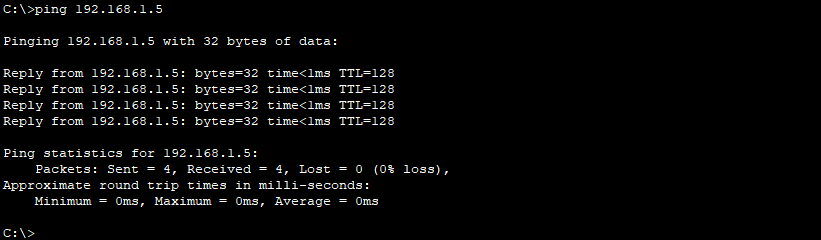 C:\>ping 192.168.1.5
Pinging 192.168.1.5 with 32 bytes of data:
Reply from 192.168.1.5: bytes=32 time<1ms TTL=128
Reply from 192.168.1.5: bytes=32 time<1ms TTL=128
Reply from 192.168.1.5: bytes=32 time<1ms TTL=128
Reply from 192.168.1.5: bytes=32 time<1ms TTL=128
Ping statistics for 192.168.1.5:
    Packets: Sent = 4, Received = 4, Lost = 0 (0% loss),
Approximate round trip times in milli-seconds:
    Minimum = 0ms, Maximum = 0ms, Average = 0ms
C:\>